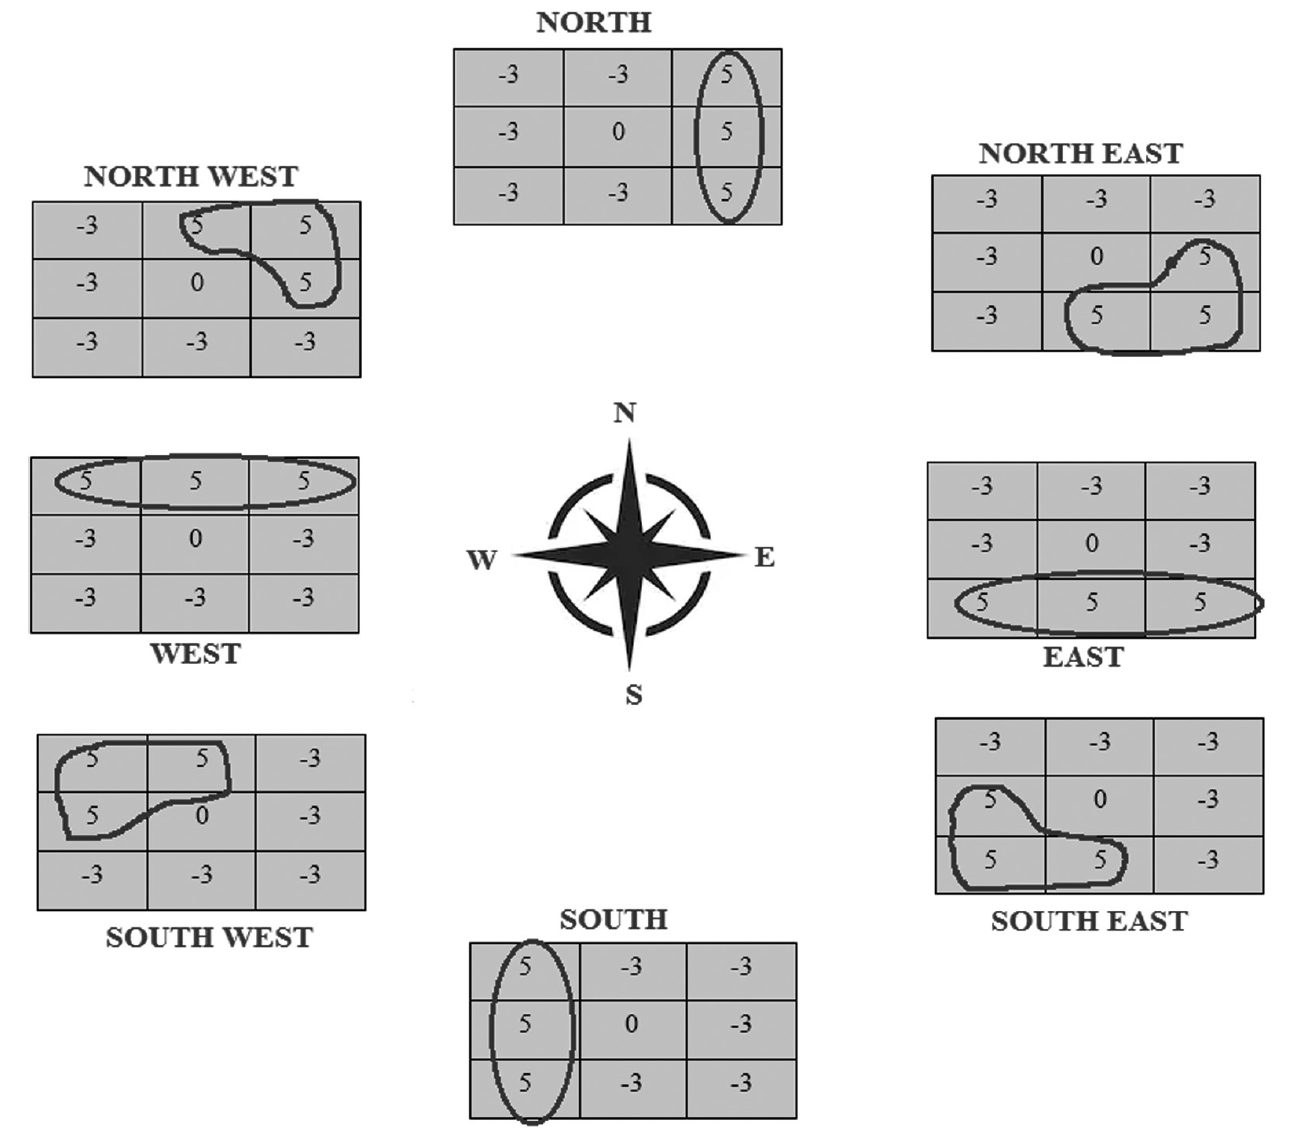 NORTH
-3 -3 5
-3 0 5
-3 -3 5
NORTH WEST
-3 5 5
-3 0 5
-3 -3 -3
NORTH EAST
-3 -3 -3
-3 0 5
-3 5 5
WEST
5 5 5
-3 0 -3
-3 -3 -3
N
W
E
S
-3 -3 -3
-3 0 -3
5 5 5
EAST
5 5 -3
5 0 -3
-3 -3 -3
SOUTH WEST
-3 -3 -3
5 0 -3
5 5 -3
SOUTH EAST
SOUTH
5 -3 -3
5 0 -3
5 -3 -3